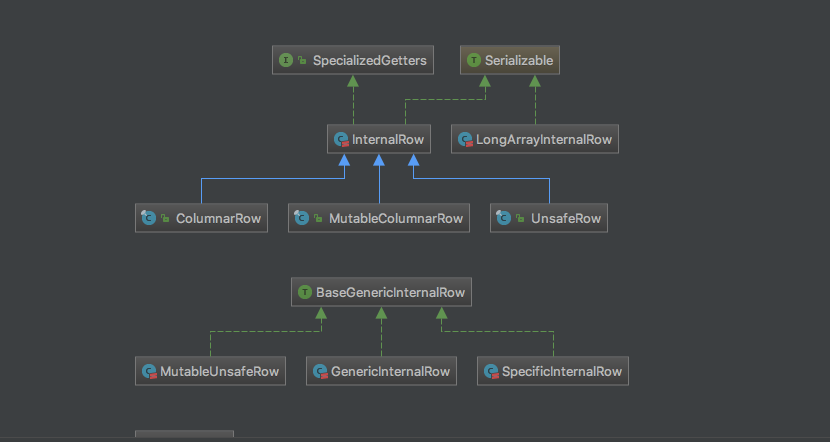 SpecializedGetters
Serializable
InternalRow
LongArrayInternalRow
ColumnarRow
MutableColumnarRow
UnsafeRow
BaseGenericInternalRow
MutableUnsafeRow
GenericInternalRow
SpecificInternalRow